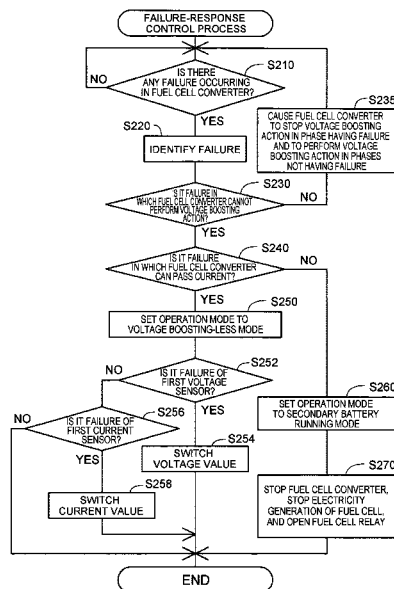 FAILURE-RESPONSE
CONTROL PROCESS
S210
IS THERE
ANY FAILURE OCCURRING
IN FUEL CELL CONVERTER?
NO
YES
S220
IDENTIFY FAILURE
S235
CAUSE FUEL CELL CONVERTER
TO STOP VOLTAGE BOOSTING
ACTION IN PHASE HAVING FAILURE
AND TO PERFORM VOLTAGE
BOOSTING ACTION IN PHASES
NOT HAVING FAILURE
S230
IS IT FAILURE IN
WHICH FUEL CELL CONVERTER CANNOT
PERFORM VOLTAGE BOOSTING
ACTION?
NO
YES
S240
IS IT FAILURE
IN WHICH FUEL CELL CONVERTER
CAN PASS CURRENT?
NO
YES
S250
SET OPERATION MODE TO
VOLTAGE BOOSTING-LESS MODE
S252
IS IT FAILURE OF
FIRST VOLTAGE
SENSOR?
NO
YES
S256
IS IT FAILURE OF
FIRST CURRENT
SENSOR?
NO
YES
S254
SWITCH
VOLTAGE VALUE
S258
SWITCH
CURRENT VALUE
S260
SET OPERATION MODE
TO SECONDARY BATTERY
RUNNING MODE
S270
STOP FUEL CELL CONVERTER,
STOP ELECTRICITY
GENERATION OF FUEL CELL,
AND OPEN FUEL CELL RELAY
END